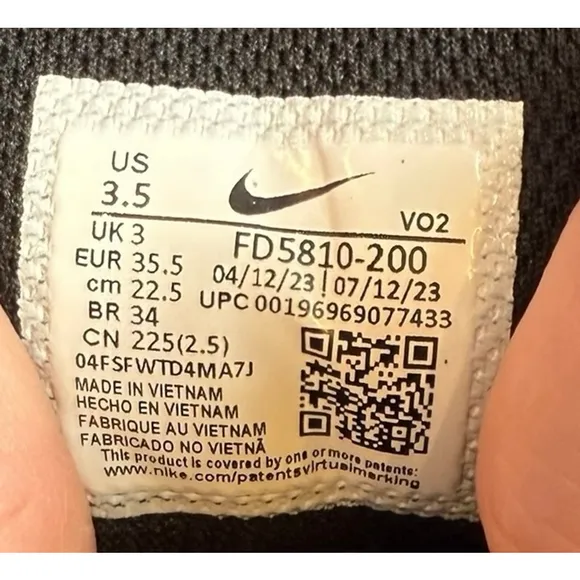 US
3.5
VO2
UK 3
FD5810-200
EUR 35.5
04/12/23 | 07/12/23
cm 22.5
UPC 00196969077433
BR 34
CN 225(2.5)
04FSFWTD4MA7J
MADE IN VIETNAM
HECHO EN VIETNAM
FABRIQUE AU VIETNAM
FABRICADO NO VIETNÃ
This product is covered by one or more patents:
www.nike.com/patentsvirtualmarking